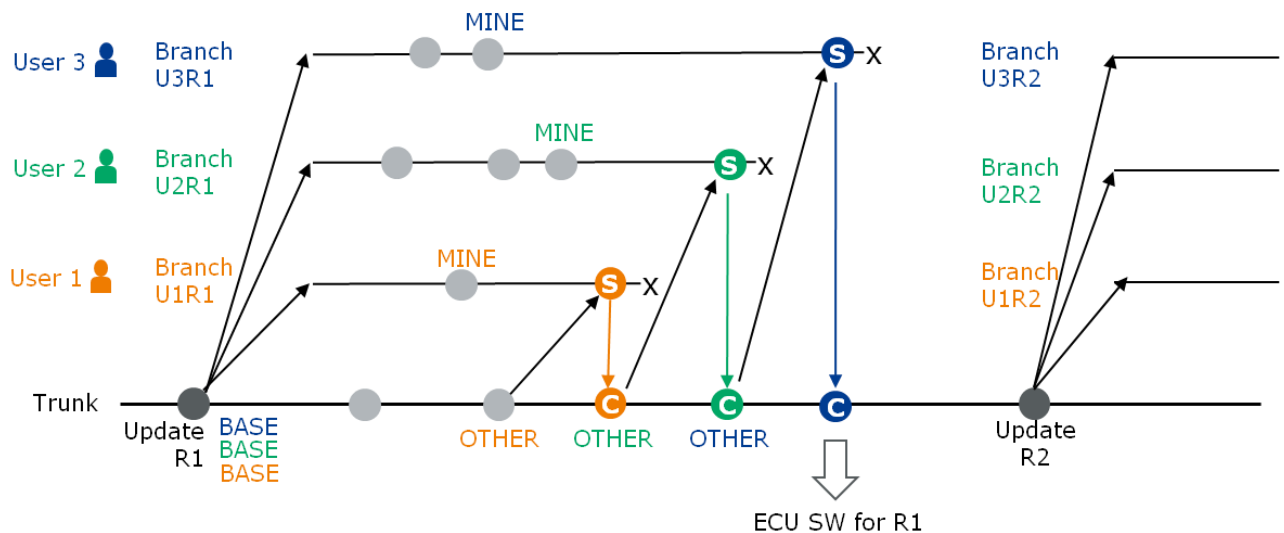 MINE
User 3
Branch
U3R1
S
X
Branch
U3R2
MINE
User 2
Branch
U2R1
S
X
Branch
U2R2
MINE
User 1
Branch
U1R1
S
X
Branch
U1R2
Trunk
C
C
C
Update
R1
BASE
BASE
BASE
OTHER
OTHER
OTHER
Update
R2
ECU SW for R1